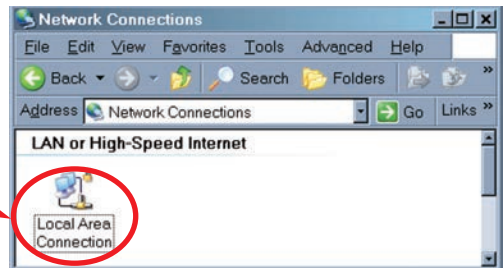 Network Connections
File Edit View Favorites Tools Advanced Help
Back Search Folders »
Address Network Connections Go Links »
LAN or High-Speed Internet
Local Area
Connection